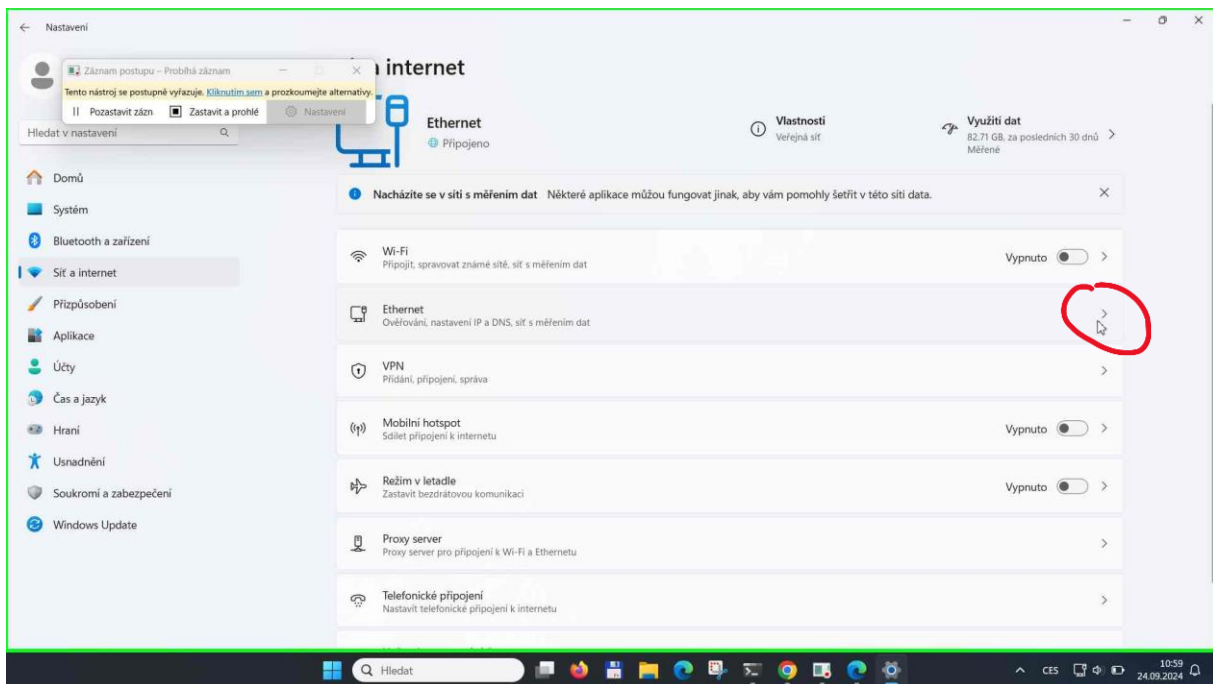 Nastavení
Záznam postupu – Probíhá záznam
Tento nástroj se postupně vyřazuje. Kliknutím sem a prozkoumejte alternativy.
Pozastavit zázn
Zastavit a prohlé
Nastavení
Hledat v nastavení
Domů
Systém
Bluetooth a zařízení
Síť a internet
Přizpůsobení
Aplikace
Účty
Čas a jazyk
Hraní
Usnadnění
Soukromí a zabezpečení
Windows Update
internet
Ethernet
Připojeno
Vlastnosti
Veřejná síť
Využití dat
82.71 GB, za posledních 30 dnů
Měřené
Nacházíte se v síti s měřením dat Některé aplikace můžou fungovat jinak, aby vám pomohly šetřit v této síti data.
Wi-Fi
Připojit, spravovat známé sítě, síť s měřením dat
Vypnuto
Ethernet
Ověřování, nastavení IP a DNS, síť s měřením dat
VPN
Přidání, připojení, správa
Mobilní hotspot
Sdílet připojení k internetu
Vypnuto
Režim v letadle
Zastavit bezdrátovou komunikaci
Vypnuto
Proxy server
Proxy server pro připojení k Wi-Fi a Ethernetu
Telefonické připojení
Nastavit telefonické připojení k internetu
Hledat
CES
10:59
24.09.2024